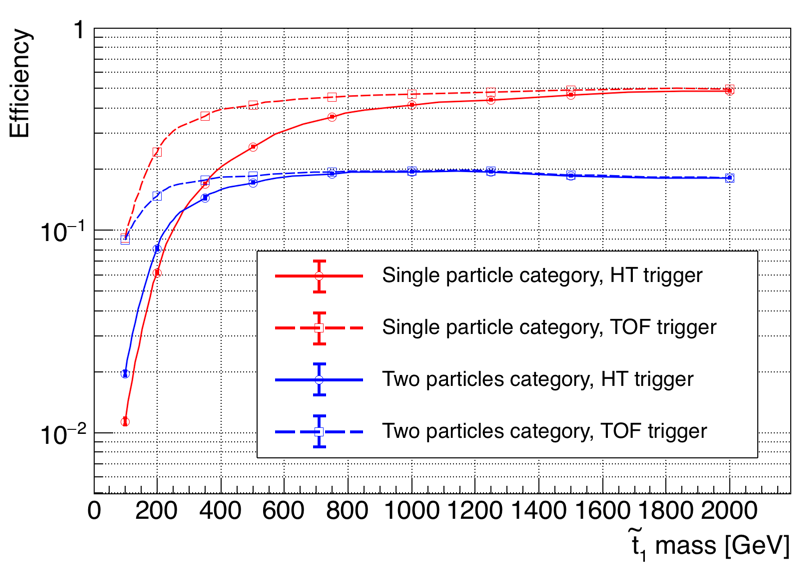 Efficiency
1
10⁻¹
10⁻²
Single particle category, HT trigger
Single particle category, TOF trigger
Two particles category, HT trigger
Two particles category, TOF trigger
0 200 400 600 800 1000 1200 1400 1600 1800 2000
t̃₁ mass [GeV]